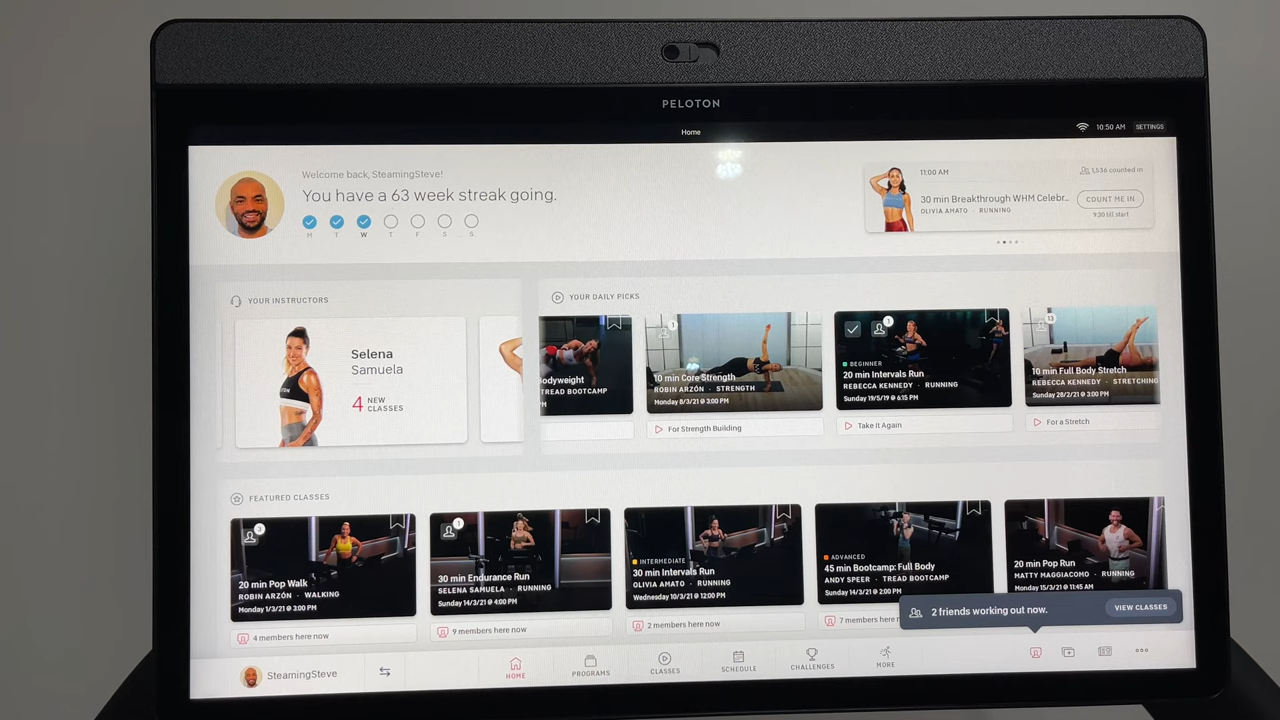 PELOTON
Home
10:50 AM
SETTINGS
Welcome back, SteamingSteve!
You have a 63 week streak going.
M T W T F S S
11:00 AM
1,536 counted in
30 min Breakthrough WHM Celebr...
OLIVIA AMATO · RUNNING
COUNT ME IN
9:30 till start
YOUR INSTRUCTORS
Selena
Samuela
4 NEW
CLASSES
YOUR DAILY PICKS
odyweight
TREAD BOOTCAMP
PM
1
10 min Core Strength
ROBIN ARZÓN · STRENGTH
Monday 8/3/21 @ 3:00 PM
For Strength Building
1
BEGINNER
20 min Intervals Run
REBECCA KENNEDY · RUNNING
Sunday 19/5/19 @ 6:15 PM
Take it Again
13
10 min Full Body Stretch
REBECCA KENNEDY · STRETCHING
Sunday 28/2/21 @ 3:00 PM
For a Stretch
FEATURED CLASSES
3
20 min Pop Walk
ROBIN ARZÓN · WALKING
Monday 1/3/21 @ 3:00 PM
4 members here now
1
30 min Endurance Run
SELENA SAMUELA · RUNNING
Sunday 14/3/21 @ 4:00 PM
9 members here now
INTERMEDIATE
30 min Intervals Run
OLIVIA AMATO · RUNNING
Wednesday 10/3/21 @ 12:00 PM
2 members here now
ADVANCED
45 min Bootcamp: Full Body
ANDY SPEER · TREAD BOOTCAMP
Sunday 14/3/21 @ 2:00 PM
7 members here n
20 min Pop Run
MATTY MAGGIACOMO · RUNNING
Monday 15/3/21 @ 11:45 AM
2 friends working out now.
VIEW CLASSES
SteamingSteve
HOME
PROGRAMS
CLASSES
SCHEDULE
CHALLENGES
MORE